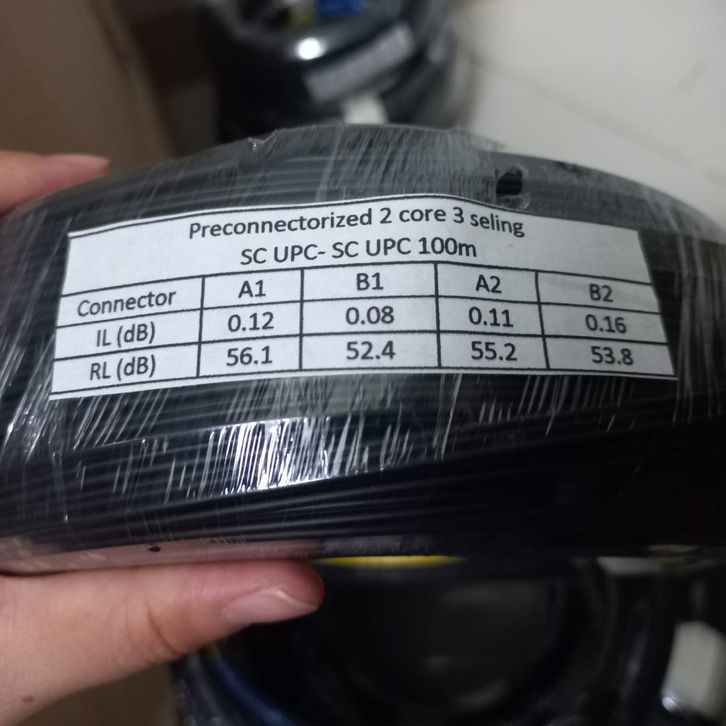 Preconnectorized 2 core 3 seling
SC UPC- SC UPC 100m
Connector A1 B1 A2 B2
IL (dB) 0.12 0.08 0.11 0.16
RL (dB) 56.1 52.4 55.2 53.8